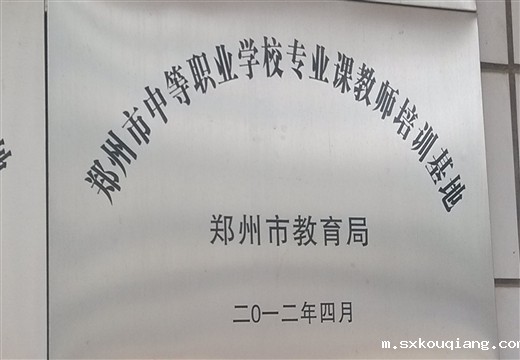 郑州市中等职业学校专业课教师培训基地
郑州市教育局
二〇一二年四月
m.sxkouqiang.com